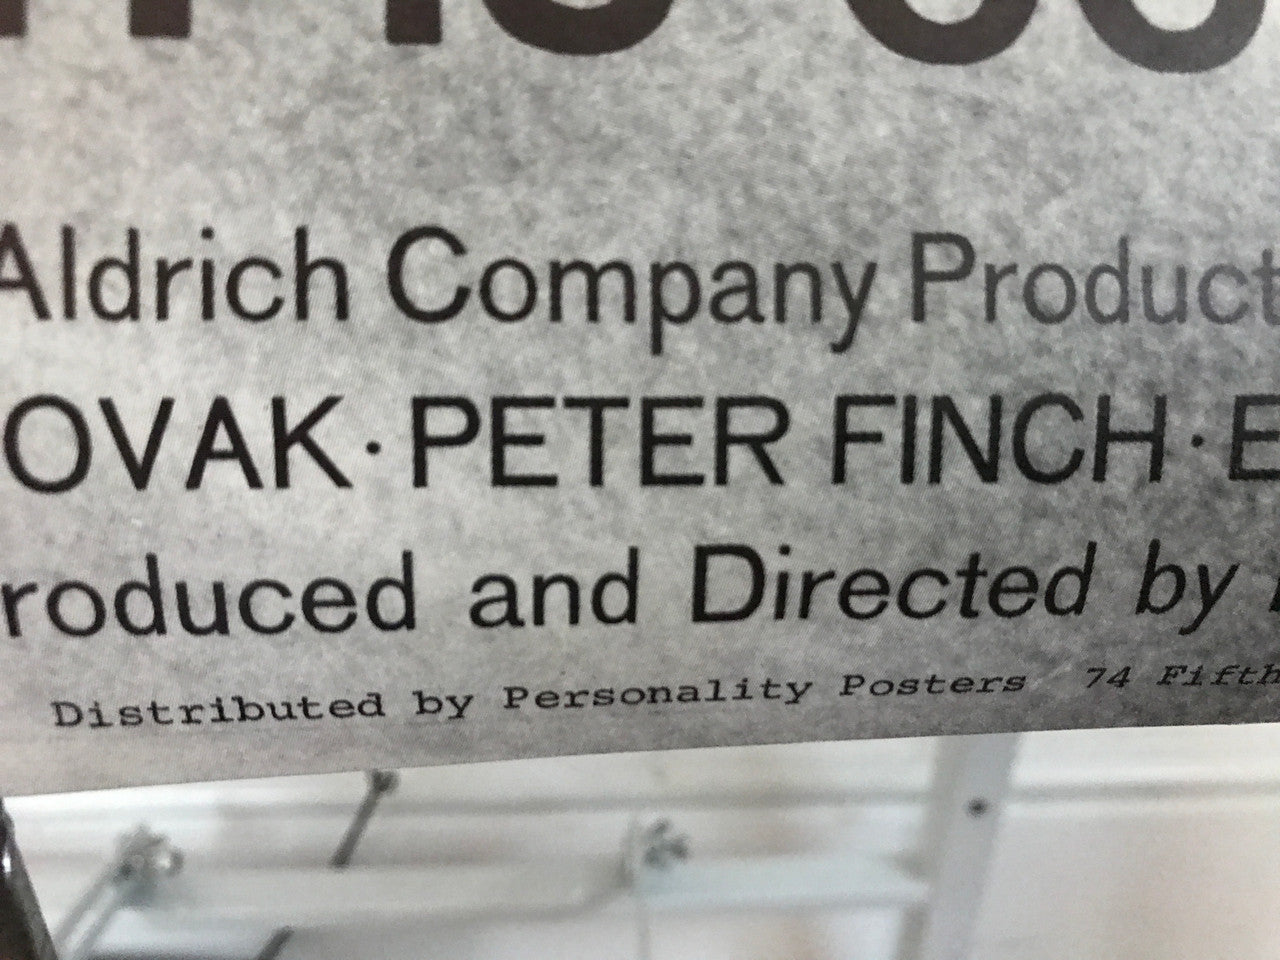 Aldrich Company Product
OVAK · PETER FINCH · E
roduced and Directed by
Distributed by Personality Posters 74 Fifth